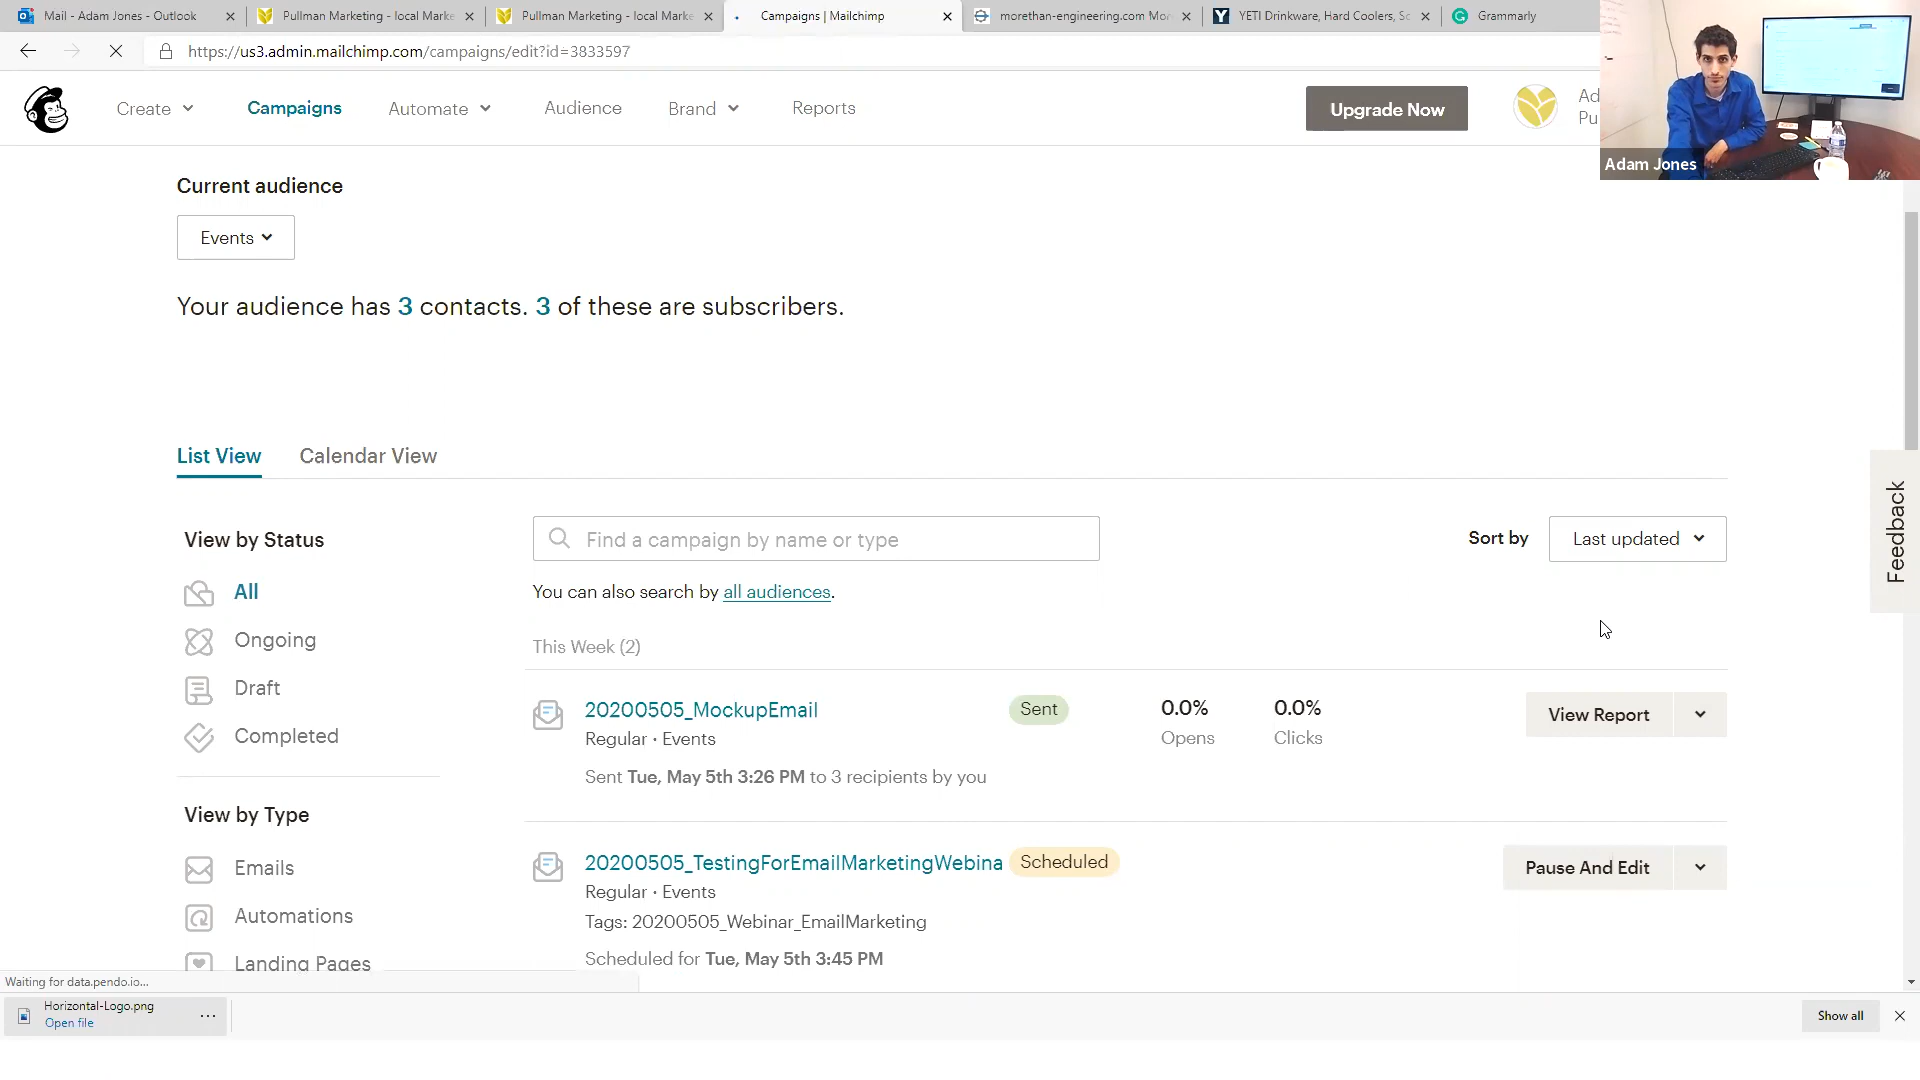 Mail - Adam Jones - Outlook
Pullman Marketing - local Marke
Pullman Marketing - local Marke
Campaigns | Mailchimp
morethan-engineering.com Mor
YETI Drinkware, Hard Coolers, So
Grammarly
https://us3.admin.mailchimp.com/campaigns/edit?id=3833597
Create
Campaigns
Automate
Audience
Brand
Reports
Upgrade Now
Ad
Pu
Adam Jones
Current audience
Events
Your audience has 3 contacts. 3 of these are subscribers.
List View
Calendar View
View by Status
All
Ongoing
Draft
Completed
View by Type
Emails
Automations
Landing Pages
Find a campaign by name or type
Sort by
Last updated
You can also search by all audiences.
This Week (2)
20200505_MockupEmail
Sent
0.0%
0.0%
View Report
Regular · Events
Opens
Clicks
Sent Tue, May 5th 3:26 PM to 3 recipients by you
20200505_TestingForEmailMarketingWebina
Scheduled
Pause And Edit
Regular · Events
Tags: 20200505_Webinar_EmailMarketing
Scheduled for Tue, May 5th 3:45 PM
Feedback
Waiting for data.pendo.io...
Horizontal-Logo.png
Open file
Show all